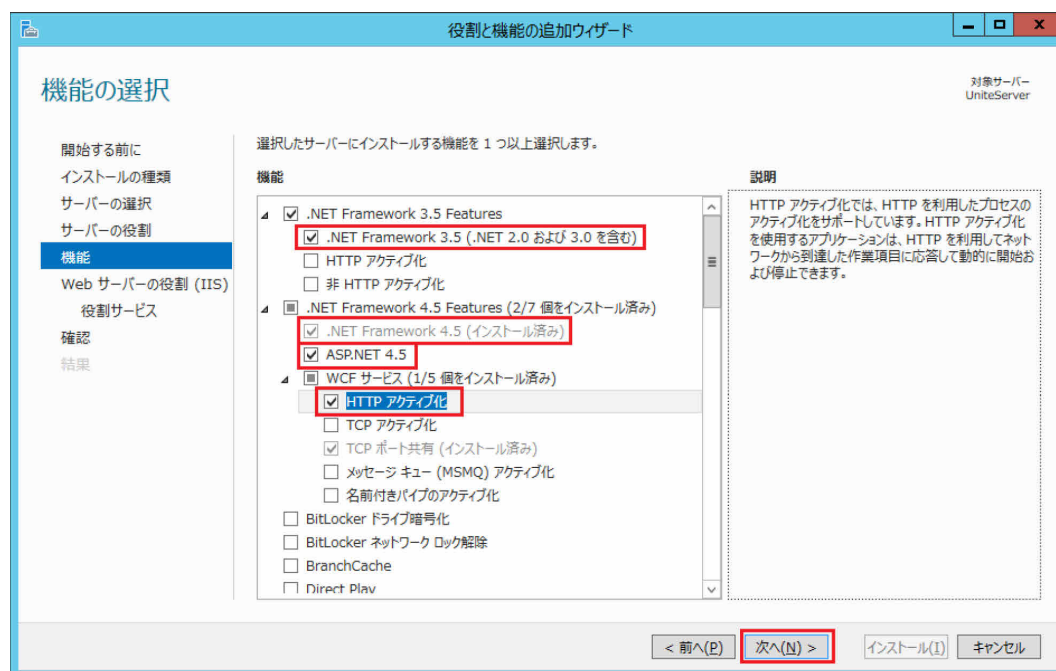 役割と機能の追加ウィザード
機能の選択
対象サーバー
UniteServer
開始する前に
インストールの種類
サーバーの選択
サーバーの役割
機能
Web サーバーの役割 (IIS)
役割サービス
確認
結果
選択したサーバーにインストールする機能を 1 つ以上選択します。
機能
.NET Framework 3.5 Features
.NET Framework 3.5 (.NET 2.0 および 3.0 を含む)
HTTP アクティブ化
非 HTTP アクティブ化
.NET Framework 4.5 Features (2/7 個をインストール済み)
.NET Framework 4.5 (インストール済み)
ASP.NET 4.5
WCF サービス (1/5 個をインストール済み)
HTTP アクティブ化
TCP アクティブ化
TCP ポート共有 (インストール済み)
メッセージ キュー (MSMQ) アクティブ化
名前付きパイプのアクティブ化
BitLocker ドライブ暗号化
BitLocker ネットワーク ロック解除
BranchCache
Direct Play
説明
HTTP アクティブ化では、HTTP を利用したプロセスの
アクティブ化をサポートしています。HTTP アクティブ化
を使用するアプリケーションは、HTTP を利用してネット
ワークから到達した作業項目に応答して動的に開始お
よび停止できます。
< 前へ(P)
次へ(N) >
インストール(I)
キャンセル